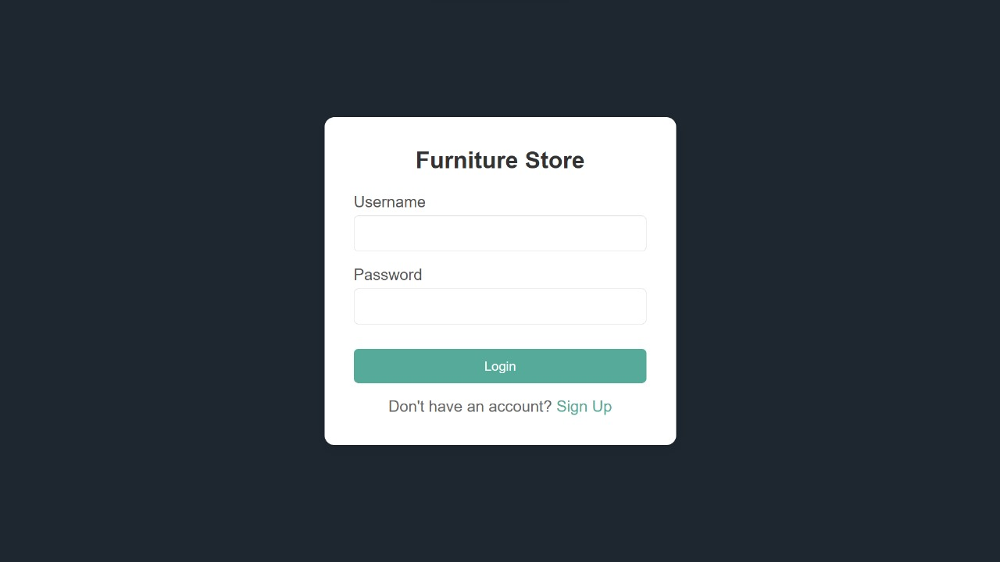 Furniture Store
Username
Password
Login
Don't have an account? Sign Up